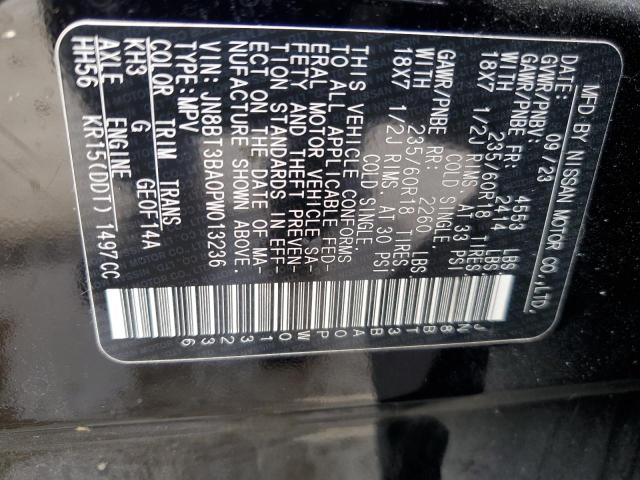 MFD BY NISSAN MOTOR CO.,LTD.
DATE: 09/23
GVWR/PNBV: 4553 LBS
GAWR/PNBE FR: 2414 LBS
WITH 235/60R18 TIRES,
18X7 1/2J RIMS, AT 33 PSI
COLD SINGLE.
GAWR/PNBE RR: 2260 LBS
WITH 235/60R18 TIRES,
18X7 1/2J RIMS, AT 30 PSI
COLD SINGLE.
THIS VEHICLE CONFORMS
TO ALL APPLICABLE FED-
ERAL MOTOR VEHICLE SA-
FETY AND THEFT PREVEN-
TION STANDARDS IN EFF-
ECT ON THE DATE OF MA-
NUFACTURE SHOWN ABOVE.
JN8BT3BA0PW013236
TYPE:MPV
COLOR TRIM TRANS
KH3 G GE0F14A
AXLE ENGINE
HH56 KR15(DDT) 1497CC
JN8BT3BA0PW013236